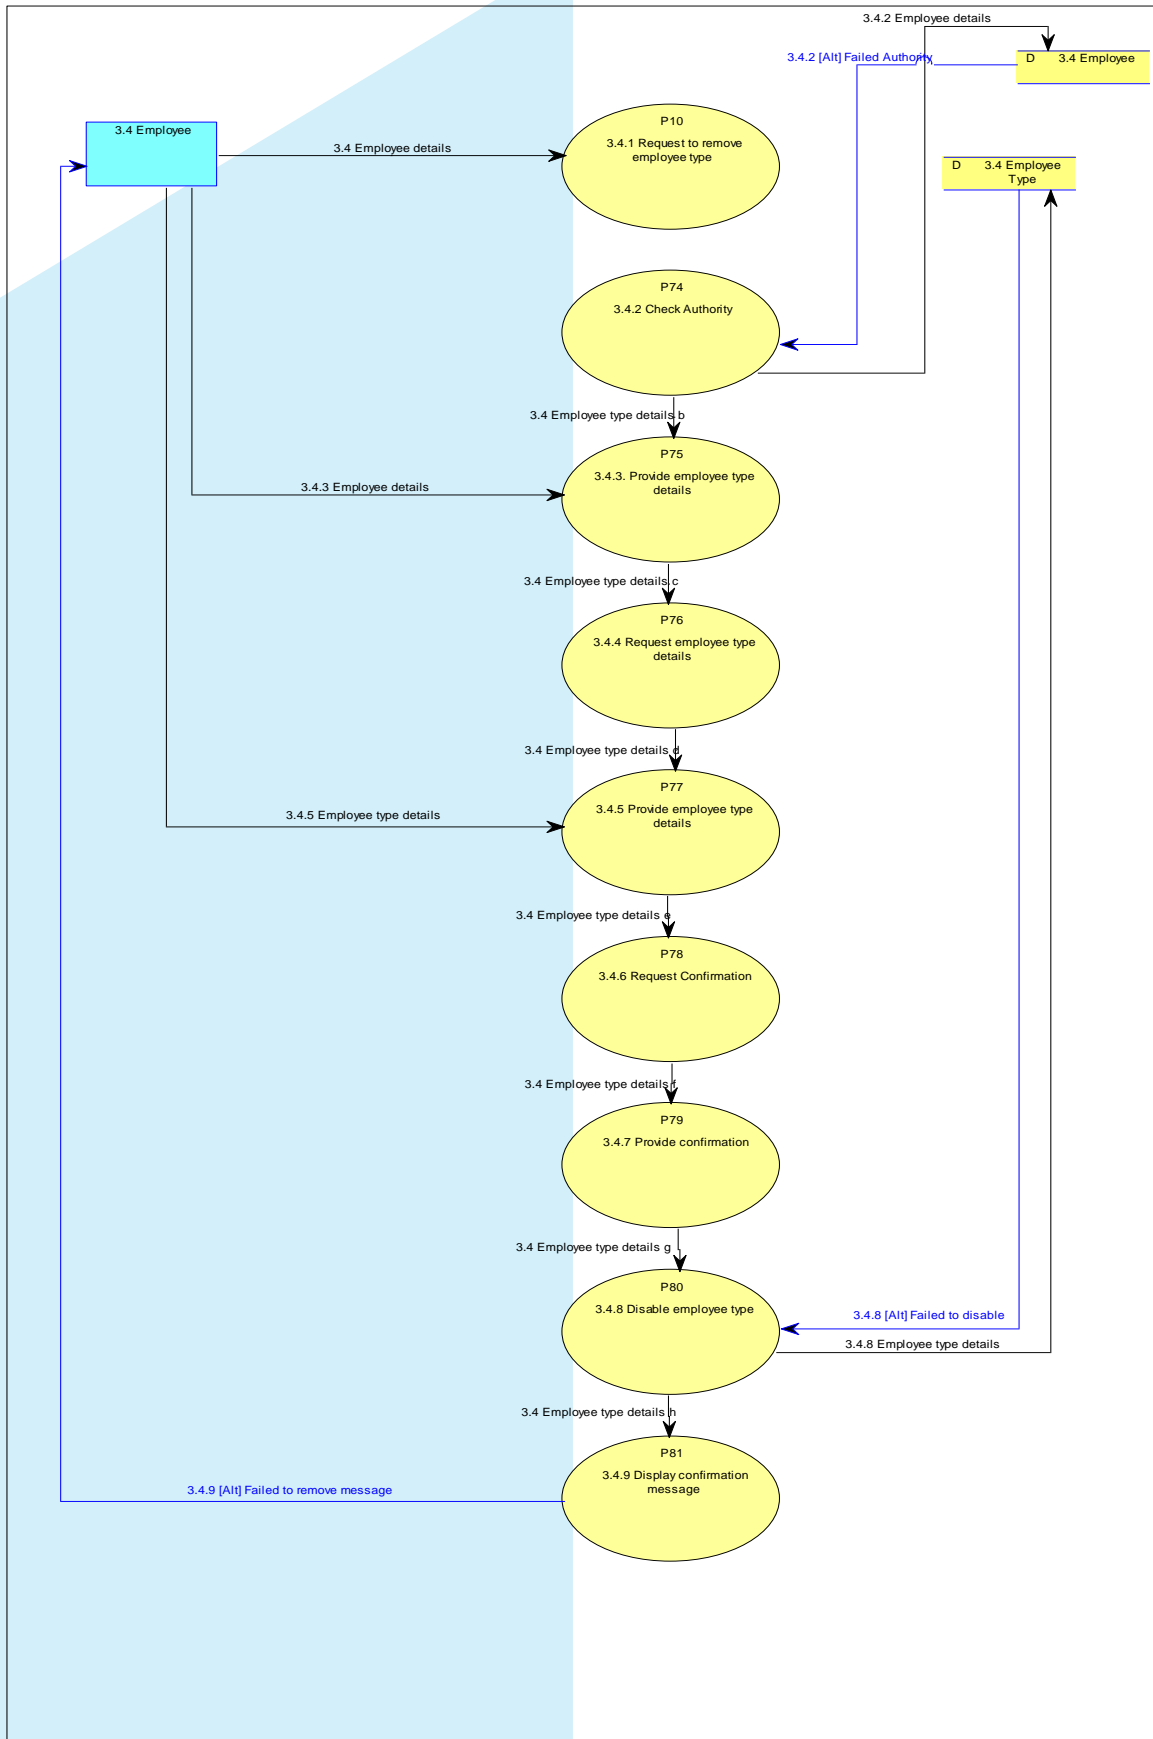 3.4.2 Employee details
3.4.2 [Alt] Failed Authority
D 3.4 Employee
3.4 Employee
P10
3.4.1 Request to remove
employee type
3.4 Employee details
D 3.4 Employee
Type
P74
3.4.2 Check Authority
3.4 Employee type details b
P75
3.4.3. Provide employee type
details
3.4.3 Employee details
3.4 Employee type details c
P76
3.4.4 Request employee type
details
3.4 Employee type details d
P77
3.4.5 Provide employee type
details
3.4.5 Employee type details
3.4 Employee type details e
P78
3.4.6 Request Confirmation
3.4 Employee type details f
P79
3.4.7 Provide confirmation
3.4 Employee type details g
P80
3.4.8 Disable employee type
3.4.8 [Alt] Failed to disable
3.4.8 Employee type details
3.4 Employee type details h
P81
3.4.9 Display confirmation
message
3.4.9 [Alt] Failed to remove message